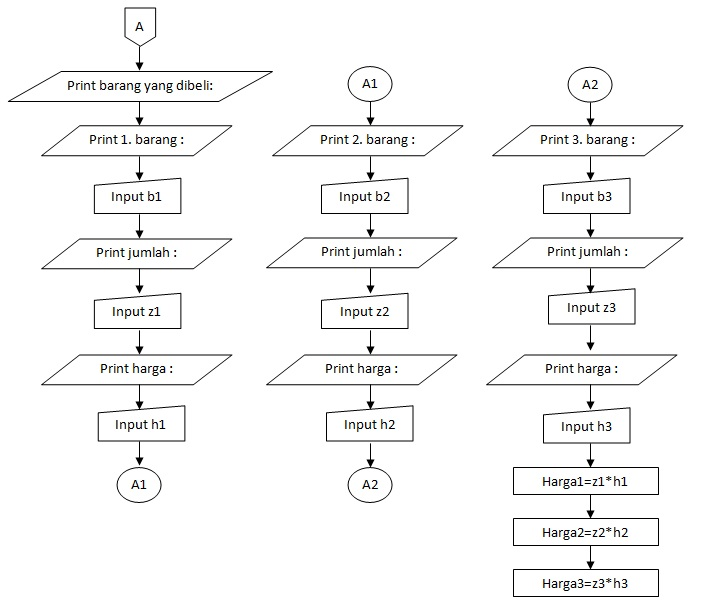 A
Print barang yang dibeli:
Print 1. barang :
Input b1
Print jumlah :
Input z1
Print harga :
Input h1
A1
A1
Print 2. barang :
Input b2
Print jumlah :
Input z2
Print harga :
Input h2
A2
A2
Print 3. barang :
Input b3
Print jumlah :
Input z3
Print harga :
Input h3
Harga1=z1*h1
Harga2=z2*h2
Harga3=z3*h3